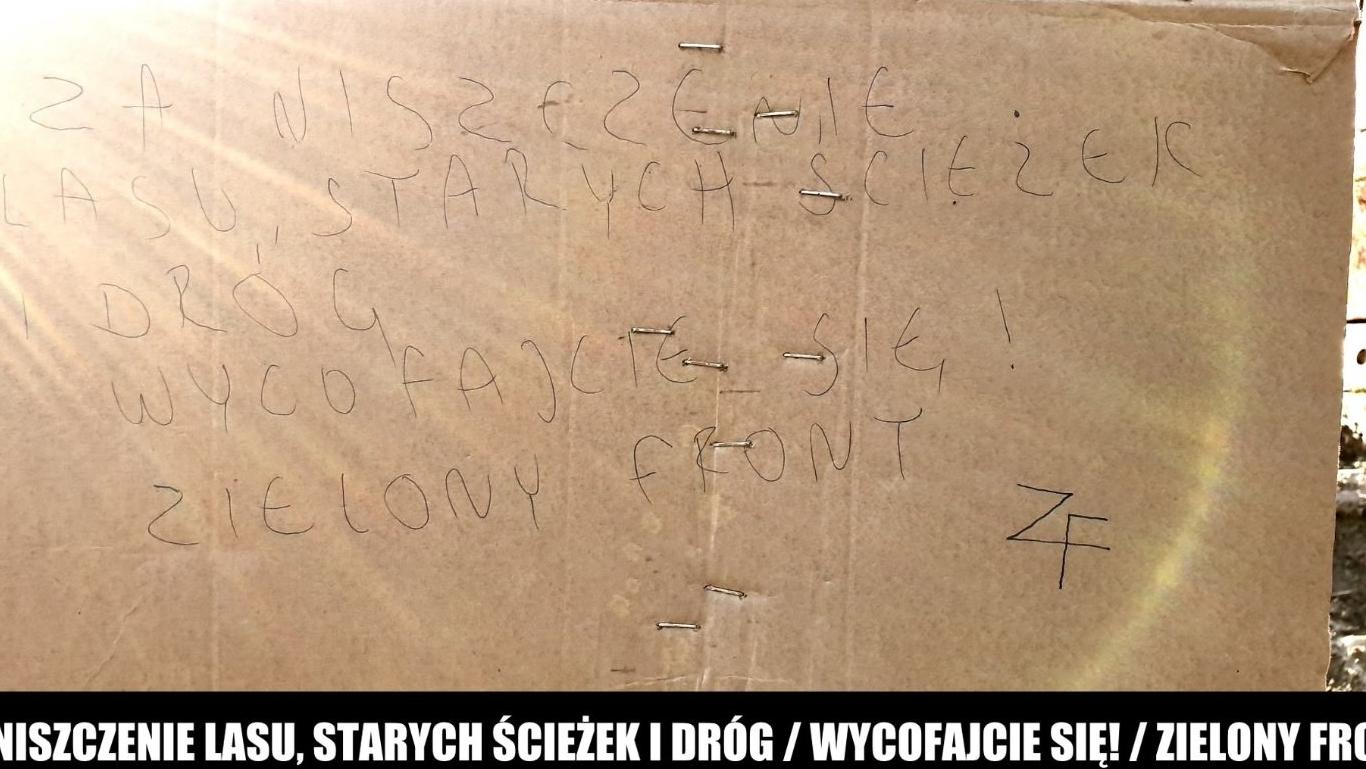 ZA NISZCZENIE
LASU, STARYCH ŚCIEŻEK
I DRÓG
WYCOFAJCIE SIĘ!
ZIELONY FRONT
ZF
NISZCZENIE LASU, STARYCH ŚCIEŻEK I DRÓG / WYCOFAJCIE SIĘ! / ZIELONY FRO